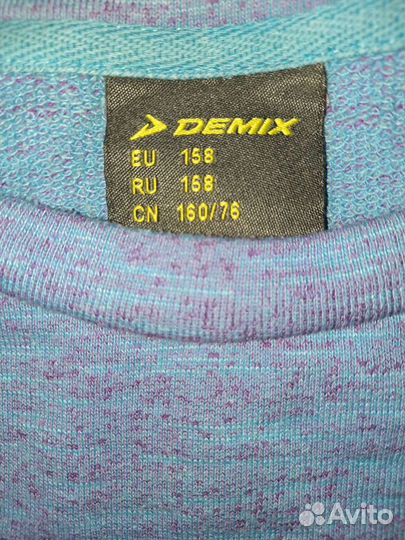 DEMIX
EU 158
RU 158
CN 160/76
Avito